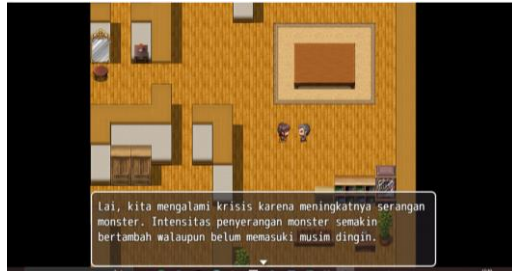 Lai, kita mengalami krisis karena meningkatnya serangan
monster. Intensitas penyerangan monster semakin
bertambah walaupun belum memasuki musim dingin.